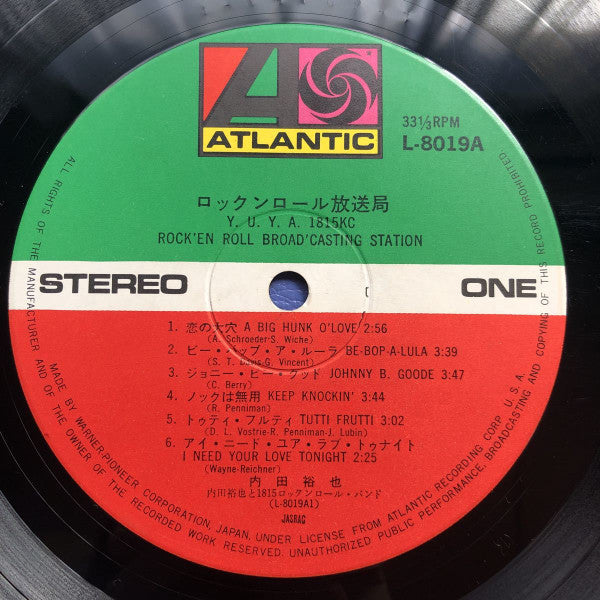 ATLANTIC
33⅓RPM
L-8019A
ロックンロール放送局
Y. U. Y. A. 1815KC
ROCK'EN ROLL BROAD'CASTING STATION
STEREO
ONE
1. 恋の大穴 A BIG HUNK O'LOVE 2:56
(A. Schroeder-S. Wiche)
2. ビー・バップ・ア・ルーラ BE-BOP-A-LULA 3:39
(S. T. Davis-G. Vincent)
3. ジョニー・ビー・グッド JOHNNY B. GOODE 3:47
(C. Berry)
4. ノックは無用 KEEP KNOCKIN' 3:44
(R. Penniman)
5. トゥティ・フルティ TUTTI FRUTTI 3:02
(D. L. Vostrie-R. Penniman-J. Lubin)
6. アイ・ニード・ユア・ラブ・トゥナイト
I NEED YOUR LOVE TONIGHT 2:25
(Wayne-Reichner)
内田裕也
内田裕也と1815ロックンロール・バンド
(L-8019A1)
JASRAC
ALL RIGHTS OF THE MANUFACTURER AND OF THE OWNER OF THE RECORDED WORK RESERVED. UNAUTHORIZED PUBLIC PERFORMANCE, BROADCASTING AND COPYING OF THIS RECORD PROHIBITED
MADE BY WARNER-PIONEER CORPORATION, JAPAN, UNDER LICENSE FROM ATLANTIC RECORDING CORP. U.S.A.